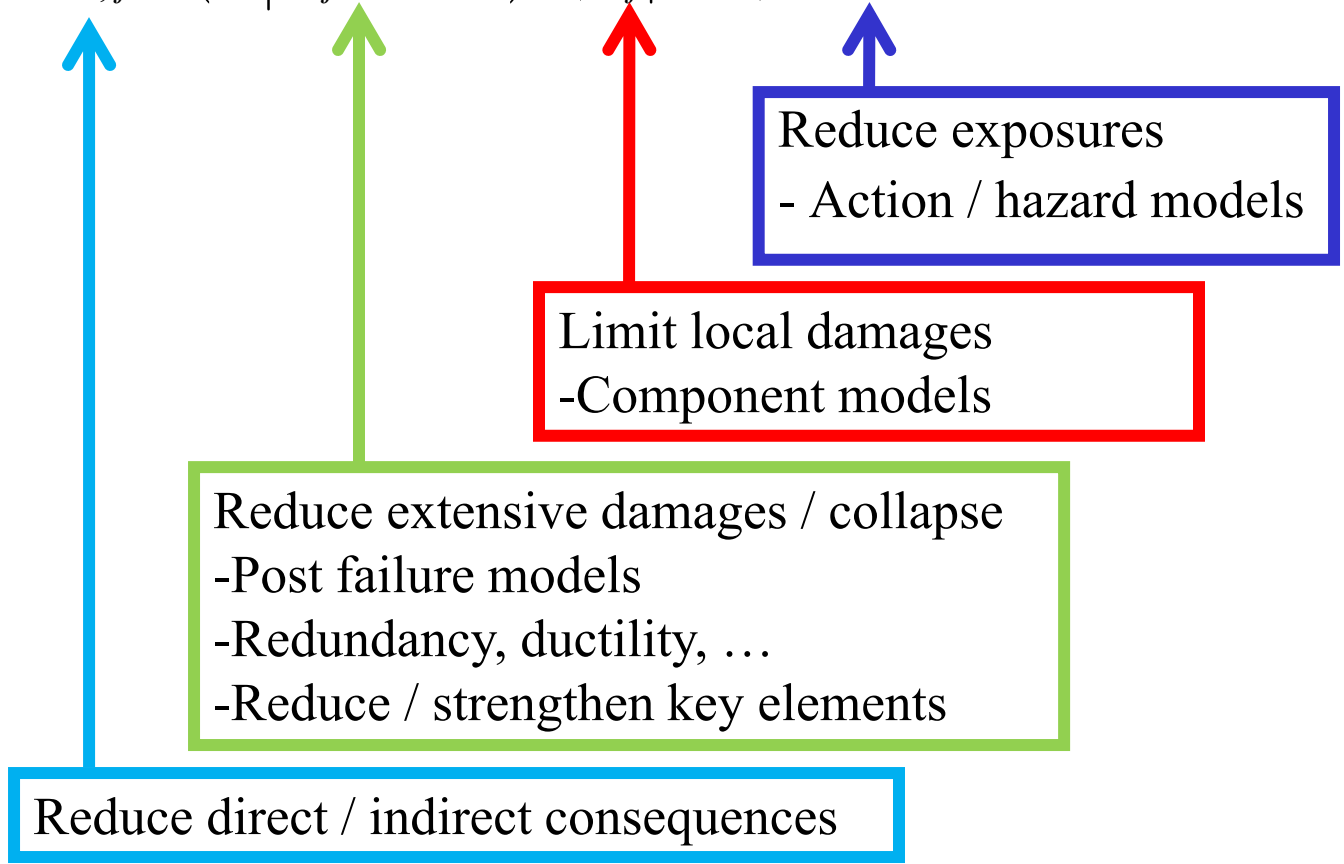 Reduce exposures
- Action / hazard models
Limit local damages
-Component models
Reduce extensive damages / collapse
-Post failure models
-Redundancy, ductility, …
-Reduce / strengthen key elements
Reduce direct / indirect consequences